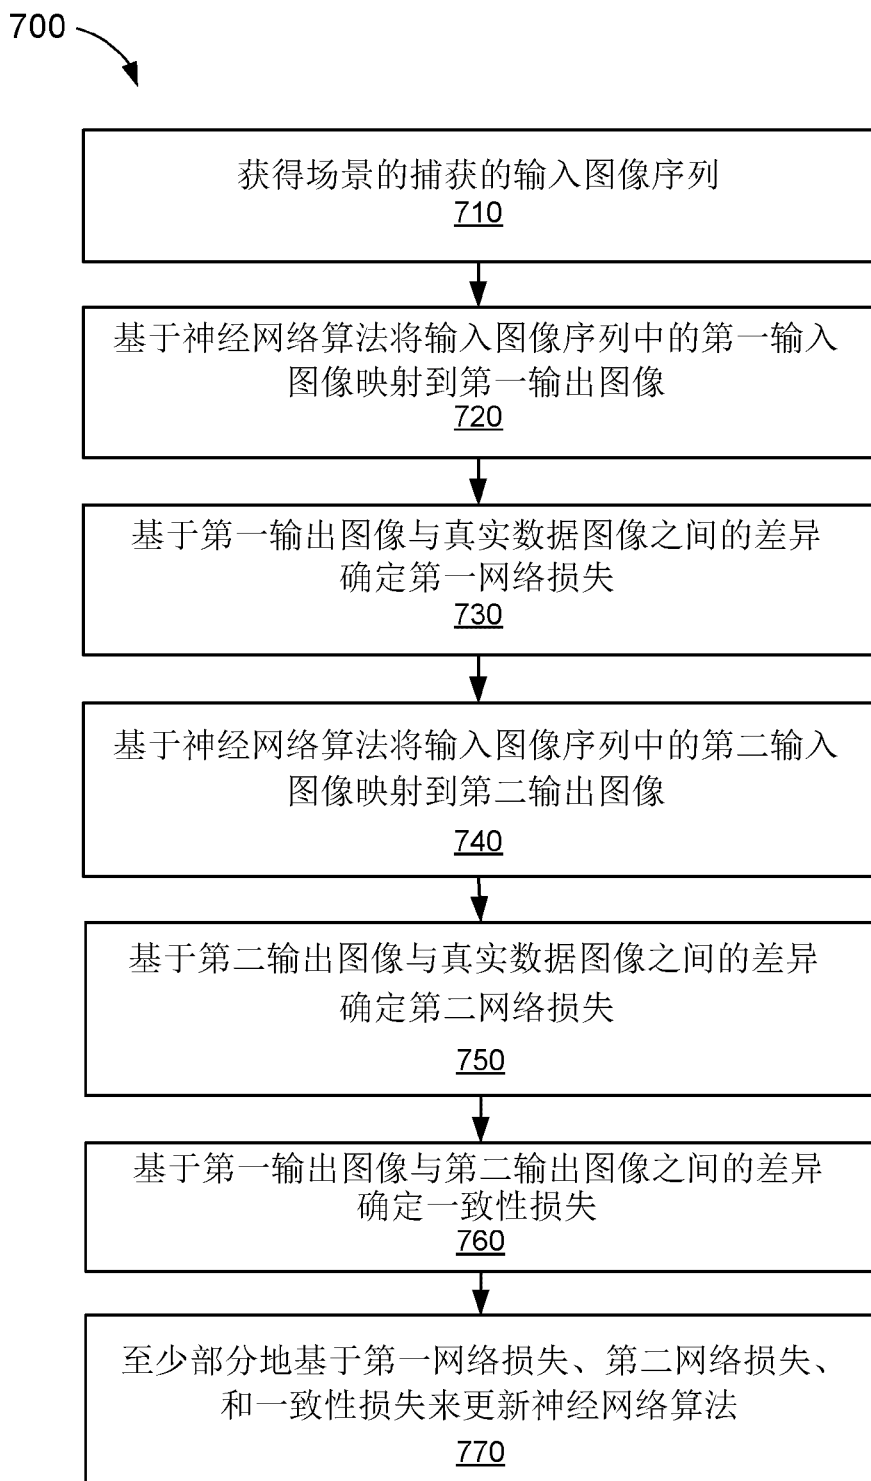 700
获得场景的捕获的输入图像序列
710
基于神经网络算法将输入图像序列中的第一输入
图像映射到第一输出图像
720
基于第一输出图像与真实数据图像之间的差异
确定第一网络损失
730
基于神经网络算法将输入图像序列中的第二输入
图像映射到第二输出图像
740
基于第二输出图像与真实数据图像之间的差异
确定第二网络损失
750
基于第一输出图像与第二输出图像之间的差异
确定一致性损失
760
至少部分地基于第一网络损失、第二网络损失、
和一致性损失来更新神经网络算法
770